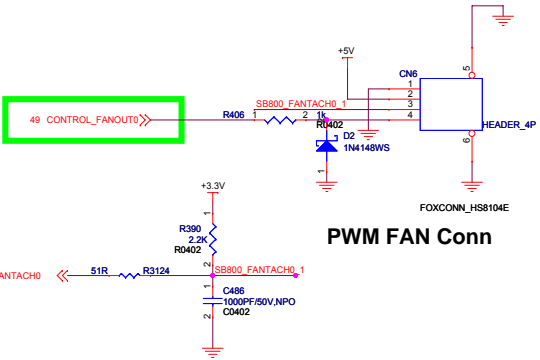 5
+5V
CN6
1
2
3
4
SB800_FANTACH0_1
49 CONTROL_FANOUT0
R406 1
2 1k
R0402
HEADER_4P
D2
1N4148WS
1
6
+3.3V
FOXCONN_HS8104E
1
R390
2.2K
R0402
2
PWM FAN Conn
FANTACH0
51R
R3124
SB800_FANTACH0_1
1
C486
1000PF/50V,NPO
C0402
2